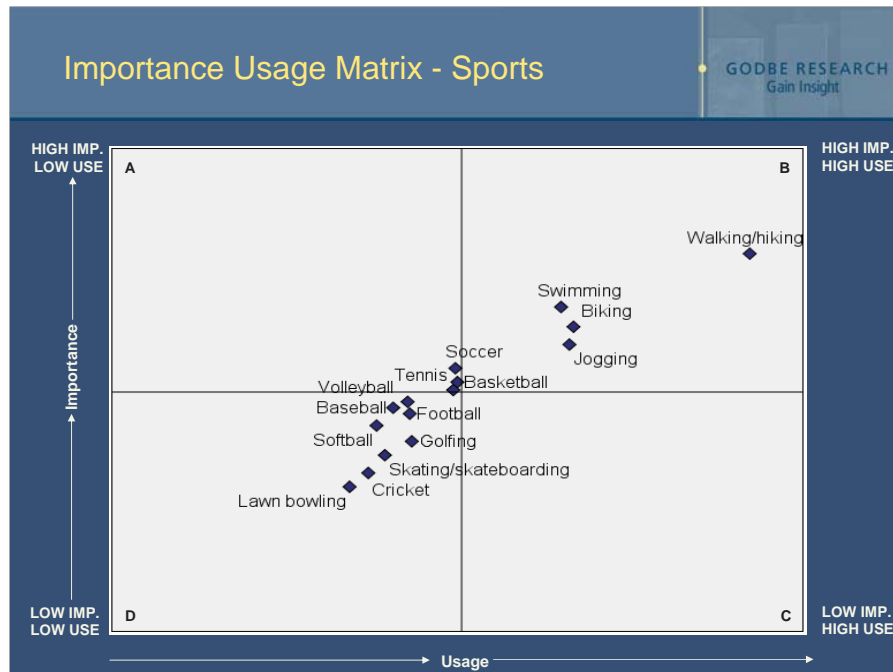 Importance Usage Matrix - Sports
GODBE RESEARCH
Gain Insight
HIGH IMP.
LOW USE
A
B
HIGH IMP.
HIGH USE
Walking/hiking
Swimming
Biking
Jogging
Soccer
Tennis
Basketball
Volleyball
Baseball
Football
Softball
Golfing
Skating/skateboarding
Cricket
Lawn bowling
Importance
LOW IMP.
LOW USE
D
C
LOW IMP.
HIGH USE
Usage